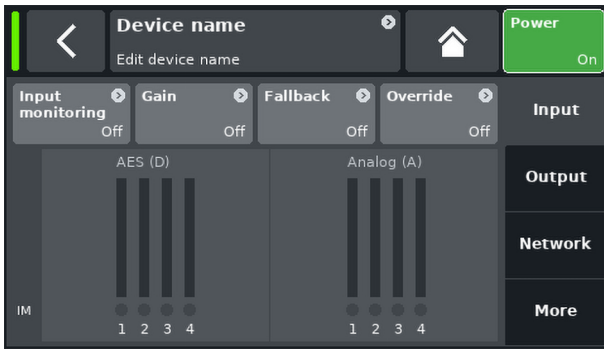 Device name
Edit device name
Power
On
Input monitoring
Off
Gain
Off
Fallback
Off
Override
Off
Input
Output
Network
More
AES (D)
Analog (A)
IM
1 2 3 4
1 2 3 4